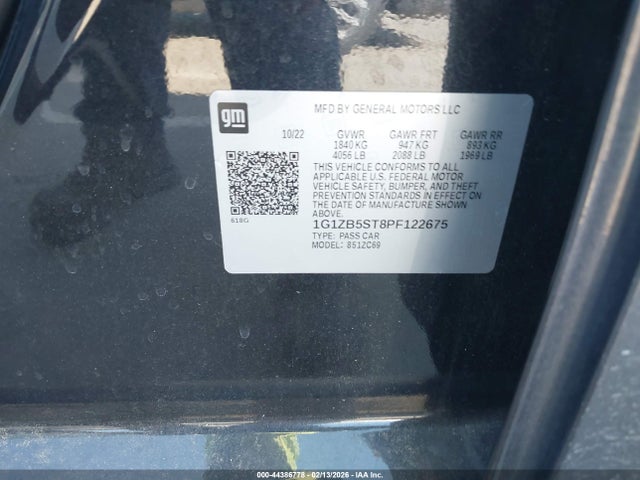 gm
MFD BY GENERAL MOTORS LLC
10/22 GVWR GAWR FRT GAWR RR
1840 KG 947 KG 893 KG
4056 LB 2088 LB 1969 LB
THIS VEHICLE CONFORMS TO ALL
APPLICABLE U.S. FEDERAL MOTOR
VEHICLE SAFETY, BUMPER, AND THEFT
PREVENTION STANDARDS IN EFFECT ON
THE DATE OF MANUFACTURE SHOWN
ABOVE.
618G
1G1ZB5ST8PF122675
TYPE: PASS CAR
MODEL: 851ZC69
000-44386778 - 02/13/2026 - IAA Inc.